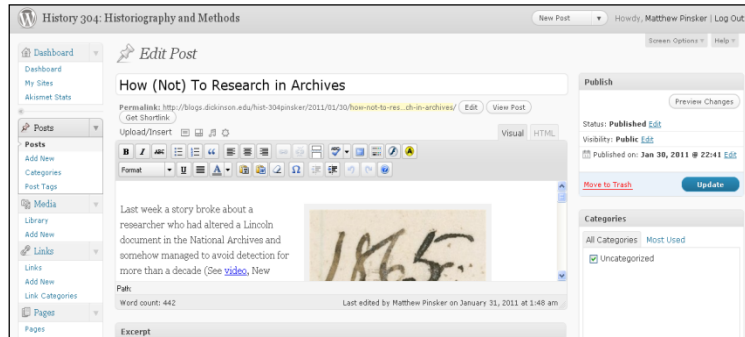 History 304: Historiography and Methods
New Post
Howdy, Matthew Pinsker | Log Out
Screen Options
Help
Dashboard
Dashboard
My Sites
Akismet Stats
Posts
Posts
Add New
Categories
Post Tags
Media
Library
Add New
Links
Links
Add New
Link Categories
Pages
Pages
Edit Post
How (Not) To Research in Archives
Permalink: http://blogs.dickinson.edu/hist-304pinsker/2011/01/30/how-not-to-res...ch-in-archives/ Edit View Post
Get Shortlink
Upload/Insert
Visual HTML
B I ABC
Format U A Ω
Last week a story broke about a
researcher who had altered a Lincoln
document in the National Archives and
somehow managed to avoid detection for
more than a decade (See video, New
1865.
Path:
Word count: 442
Last edited by Matthew Pinsker on January 31, 2011 at 1:48 am
Excerpt
Publish
Preview Changes
Status: Published Edit
Visibility: Public Edit
Published on: Jan 30, 2011 @ 22:41 Edit
Move to Trash
Update
Categories
All Categories Most Used
Uncategorized